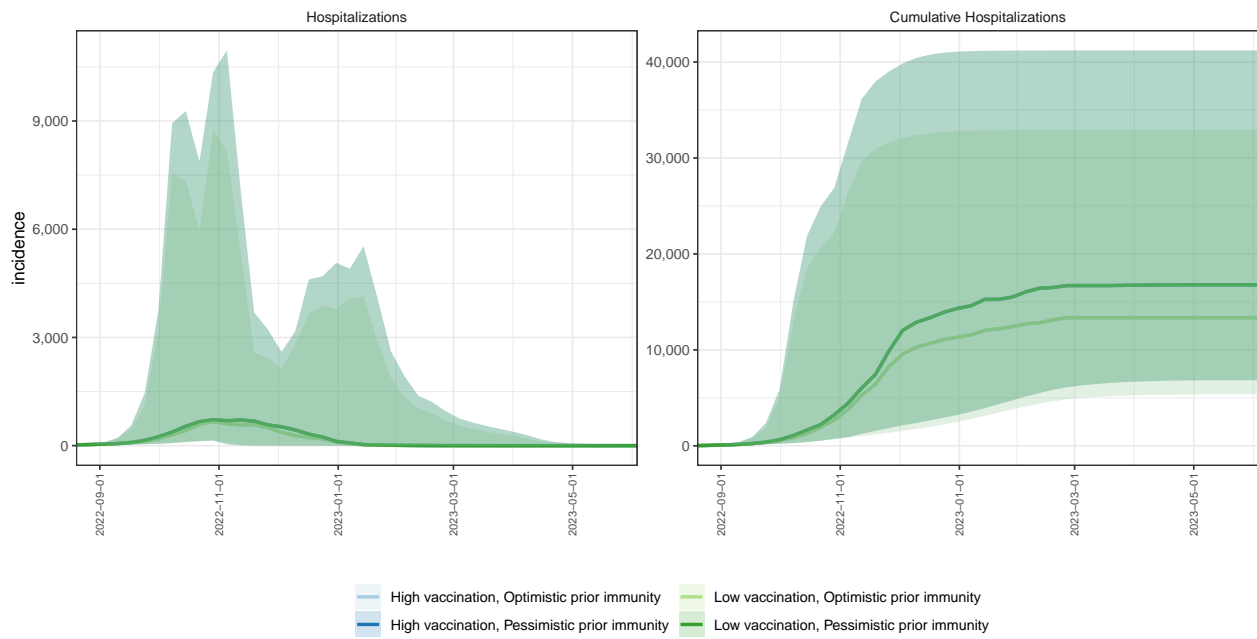 Hospitalizations
Cumulative Hospitalizations
incidence
9,000
6,000
3,000
0
40,000
30,000
20,000
10,000
0
2022−09−01
2022−11−01
2023−01−01
2023−03−01
2023−05−01
2022−09−01
2022−11−01
2023−01−01
2023−03−01
2023−05−01
High vaccination, Optimistic prior immunity
Low vaccination, Optimistic prior immunity
High vaccination, Pessimistic prior immunity
Low vaccination, Pessimistic prior immunity